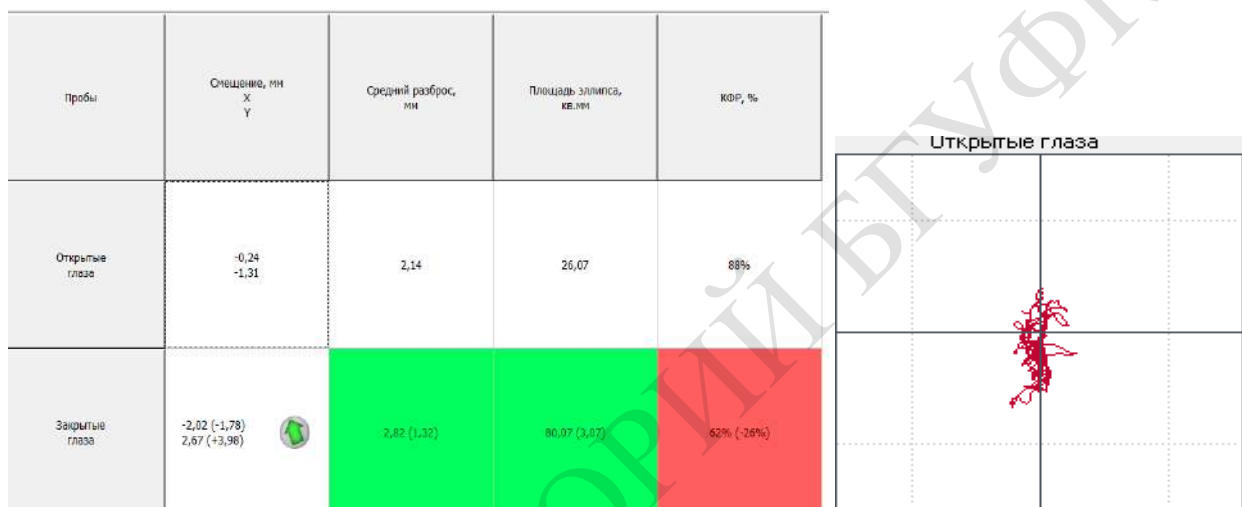 Пробы
Смещение, мм
X
Y
Средний разброс,
мм
Площадь эллипса,
кв.мм
КФР, %
Открытые
глаза
-0,24
-1,31
2,14
26,07
88%
Закрытые
глаза
-2,02 (-1,78)
2,67 (+3,98)
2,82 (1,32)
80,07 (3,07)
62% (-26%)
Открытые глаза
ОРИЙ БГУФК